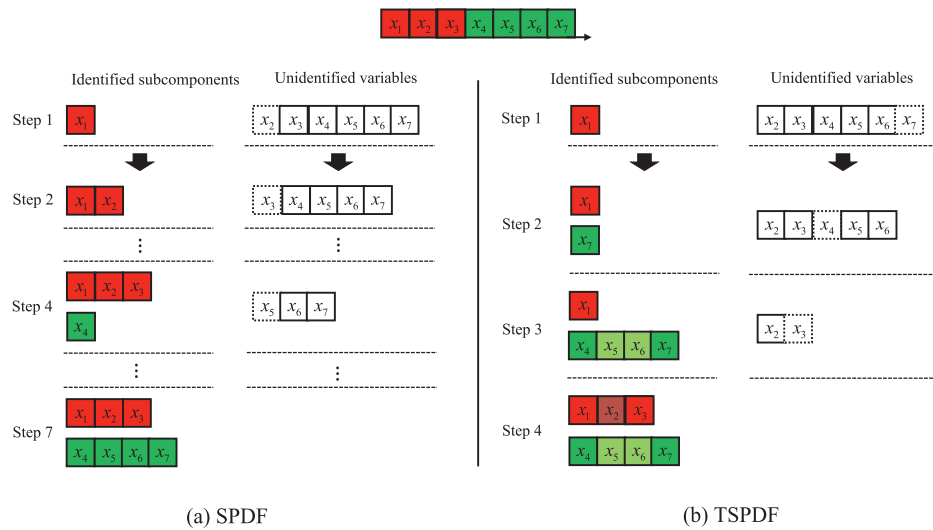 x₁ x₂ x₃ x₄ x₅ x₆ x₇
Identified subcomponents Unidentified variables
Step 1 x₁ x₂ x₃ x₄ x₅ x₆ x₇
Step 2 x₁ x₂ x₃ x₄ x₅ x₆ x₇
⋮ ⋮
Step 4 x₁ x₂ x₃
x₄ x₅ x₆ x₇
⋮ ⋮
Step 7 x₁ x₂ x₃
x₄ x₅ x₆ x₇
(a) SPDF
Identified subcomponents Unidentified variables
Step 1 x₁ x₂ x₃ x₄ x₅ x₆ x₇
Step 2 x₁
x₇ x₂ x₃ x₄ x₅ x₆
Step 3 x₁
x₄ x₅ x₆ x₇ x₂ x₃
Step 4 x₁ x₂ x₃
x₄ x₅ x₆ x₇
(b) TSPDF